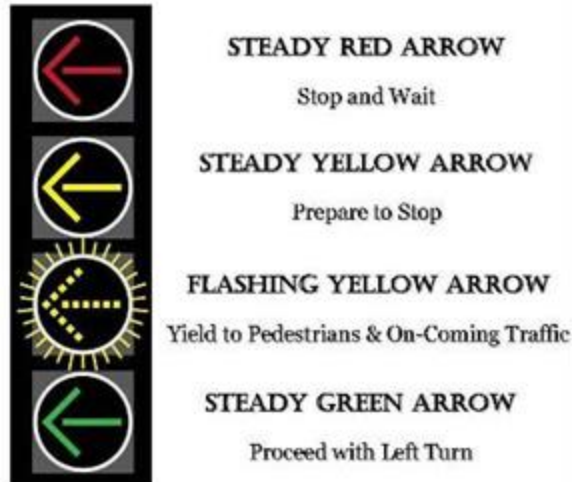 STEADY RED ARROW
Stop and Wait
STEADY YELLOW ARROW
Prepare to Stop
FLASHING YELLOW ARROW
Yield to Pedestrians & On-Coming Traffic
STEADY GREEN ARROW
Proceed with Left Turn